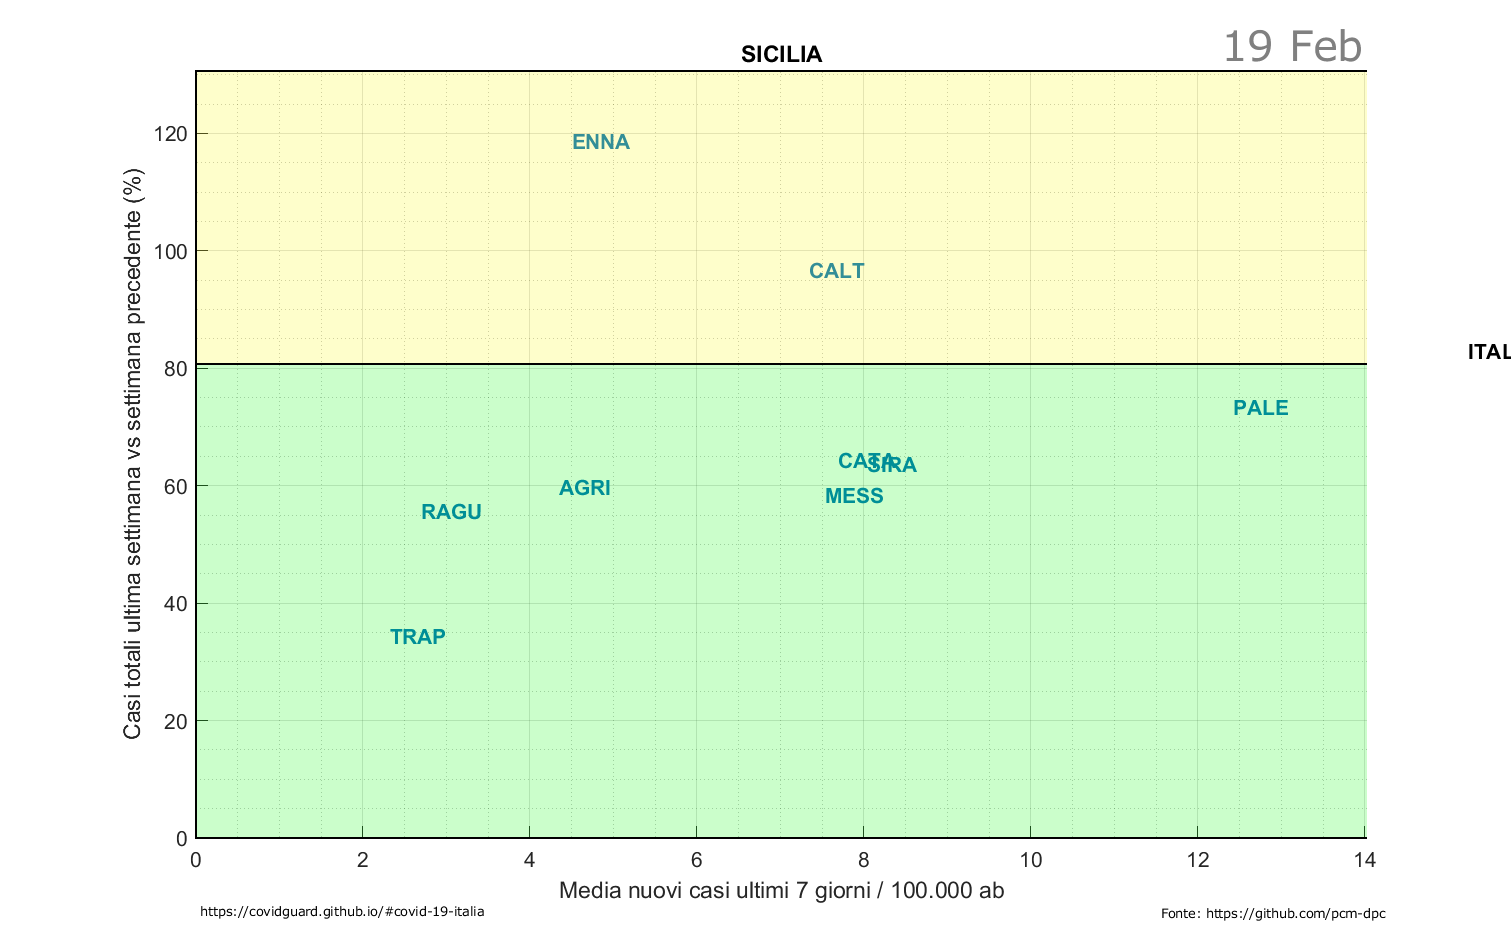 SICILIA
19 Feb
120
ENNA
100
CALT
ITAL
80
PALE
CATA
SIRA
60
AGRI
MESS
RAGU
40
TRAP
20
0
0 2 4 6 8 10 12 14
Casi totali ultima settimana vs settimana precedente (%)
Media nuovi casi ultimi 7 giorni / 100.000 ab
https://covidguard.github.io/#covid-19-italia
Fonte: https://github.com/pcm-dpc